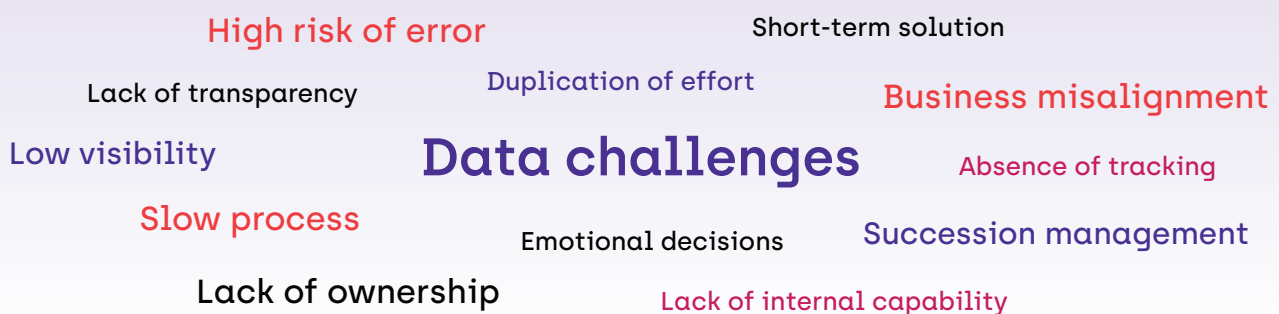 High risk of error
Short-term solution
Lack of transparency
Duplication of effort
Business misalignment
Low visibility
Data challenges
Absence of tracking
Slow process
Emotional decisions
Succession management
Lack of ownership
Lack of internal capability